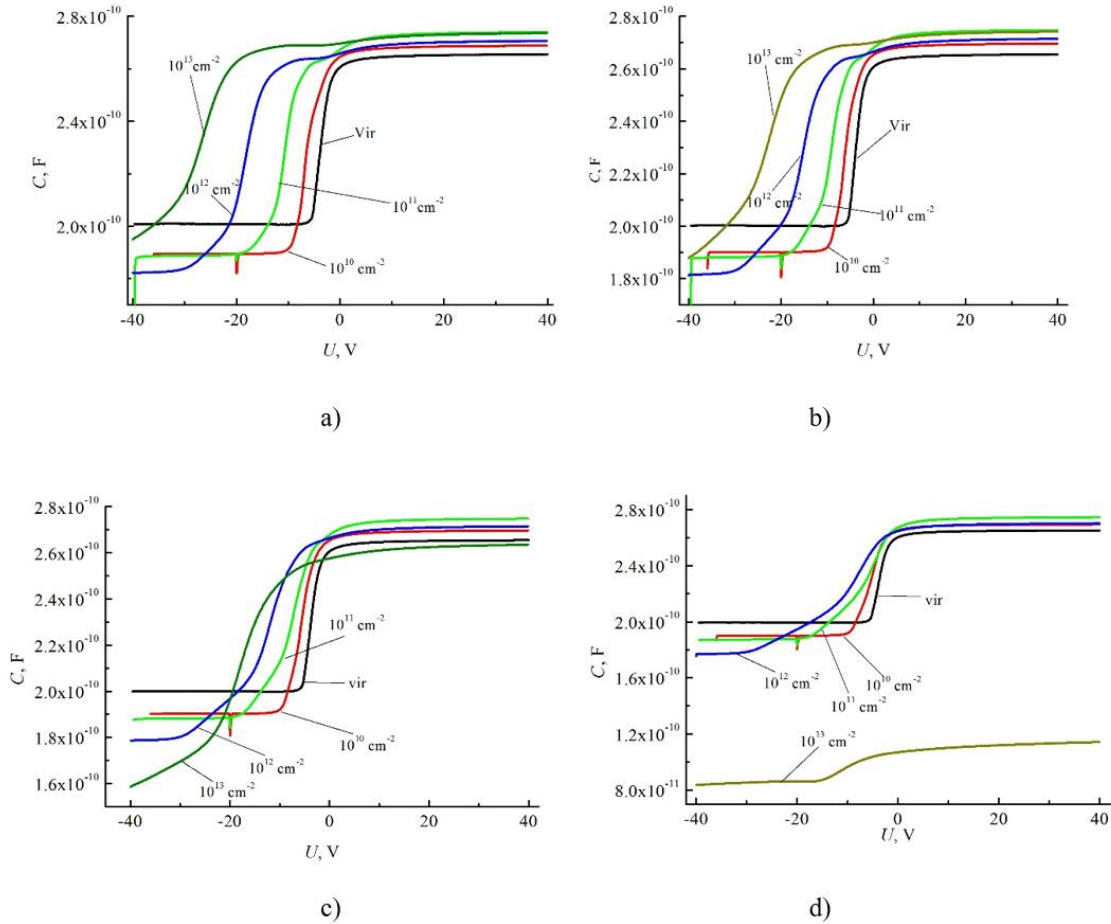 2.8x10⁻¹⁰
2.4x10⁻¹⁰
2.0x10⁻¹⁰
C, F
10¹³cm⁻²
10¹²cm⁻²
Vir
10¹¹cm⁻²
10¹⁰ cm⁻²
-40 -20 0 20 40
U, V
a)
2.8x10⁻¹⁰
2.6x10⁻¹⁰
2.4x10⁻¹⁰
2.2x10⁻¹⁰
2.0x10⁻¹⁰
1.8x10⁻¹⁰
C, F
10¹³ cm⁻²
Vir
10¹²cm⁻²
10¹¹cm⁻²
10¹⁰ cm⁻²
-40 -20 0 20 40
U, V
b)
2.8x10⁻¹⁰
2.6x10⁻¹⁰
2.4x10⁻¹⁰
2.2x10⁻¹⁰
2.0x10⁻¹⁰
1.8x10⁻¹⁰
1.6x10⁻¹⁰
C, F
10¹¹ cm⁻²
vir
10¹⁰ cm⁻²
10¹² cm⁻²
10¹³ cm⁻²
-40 -20 0 20 40
U, V
c)
2.8x10⁻¹⁰
2.4x10⁻¹⁰
2.0x10⁻¹⁰
1.6x10⁻¹⁰
1.2x10⁻¹⁰
8.0x10⁻¹¹
C, F
vir
10¹⁰ cm⁻²
10¹² cm⁻²
10¹¹ cm⁻²
10¹³ cm⁻²
-40 -20 0 20 40
U, V
d)